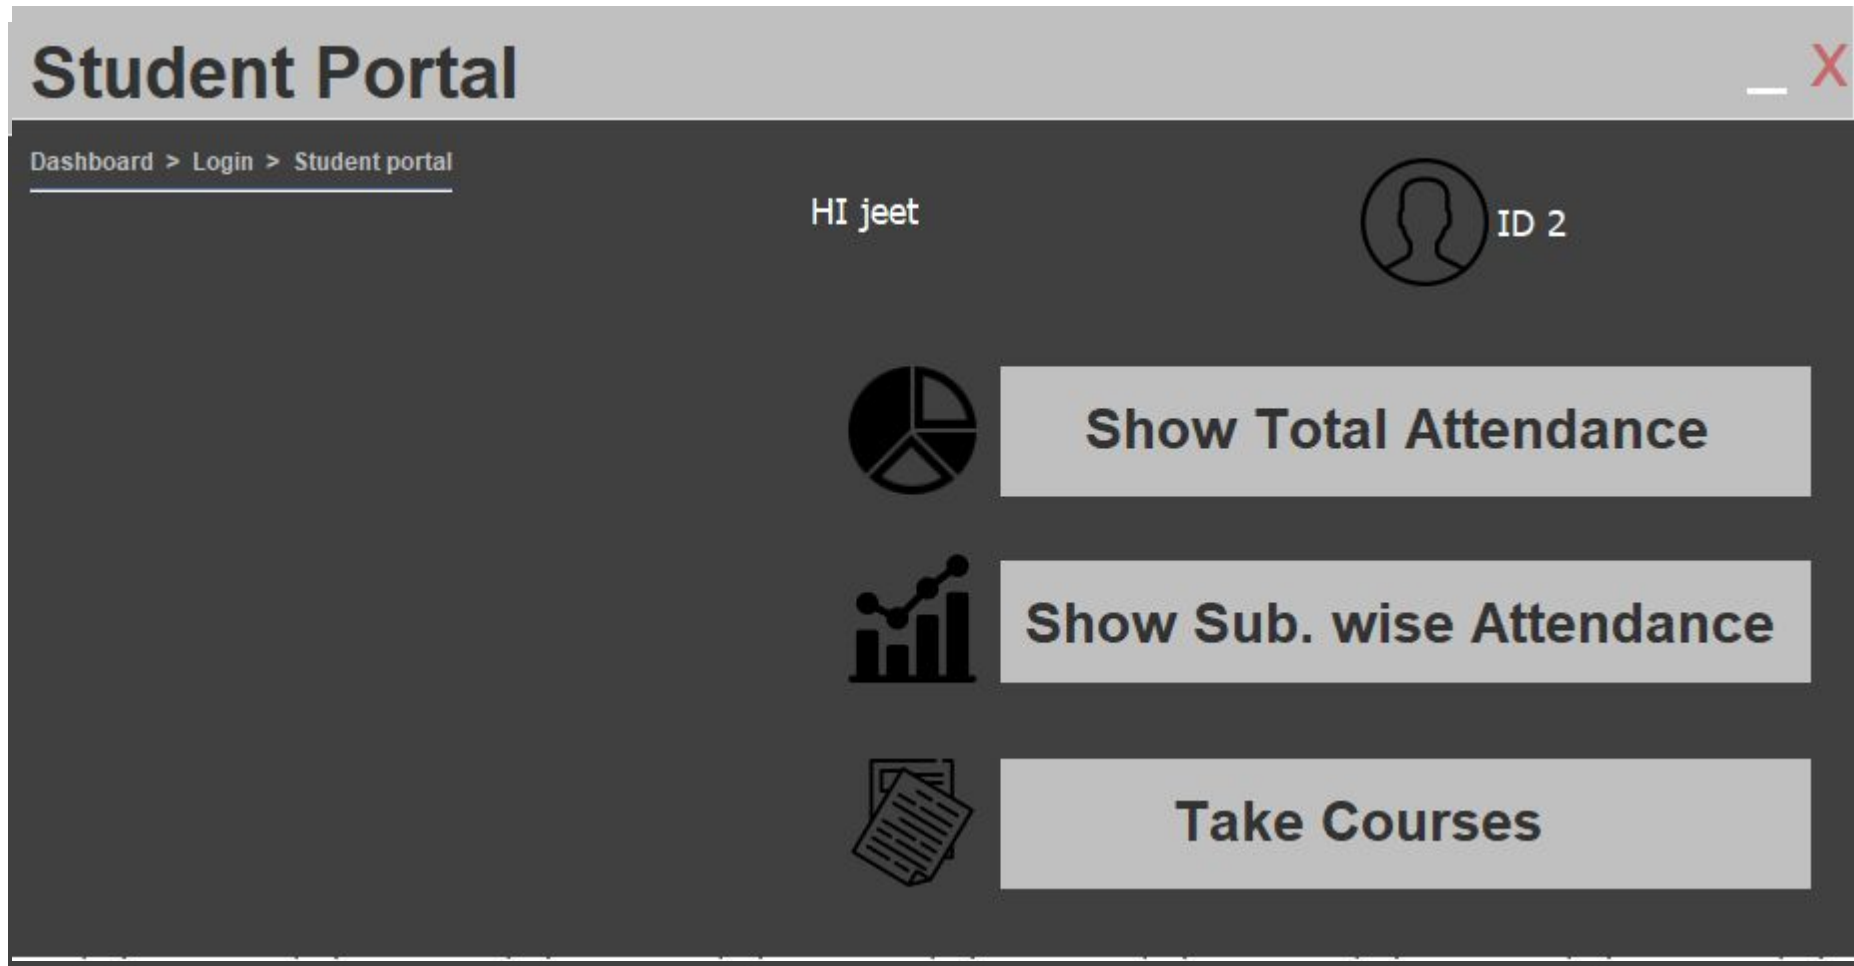 Student Portal
_ X
Dashboard > Login > Student portal
HI jeet
ID 2
Show Total Attendance
Show Sub. wise Attendance
Take Courses